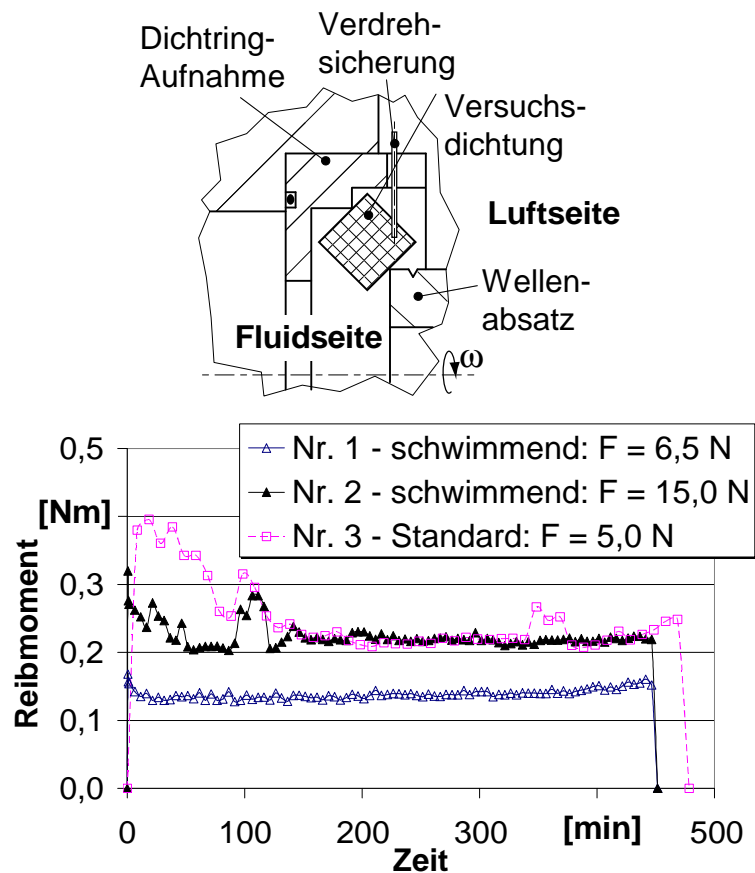 Dichtring-
Aufnahme
Verdreh-
sicherung
Versuchs-
dichtung
Luftseite
Wellen-
absatz
Fluidseite
ω
Nr. 1 - schwimmend: F = 6,5 N
Nr. 2 - schwimmend: F = 15,0 N
Nr. 3 - Standard: F = 5,0 N
0,5
[Nm]
0,3
0,2
0,1
0,0
Reibmoment
0
100
200
300
[min]
500
Zeit